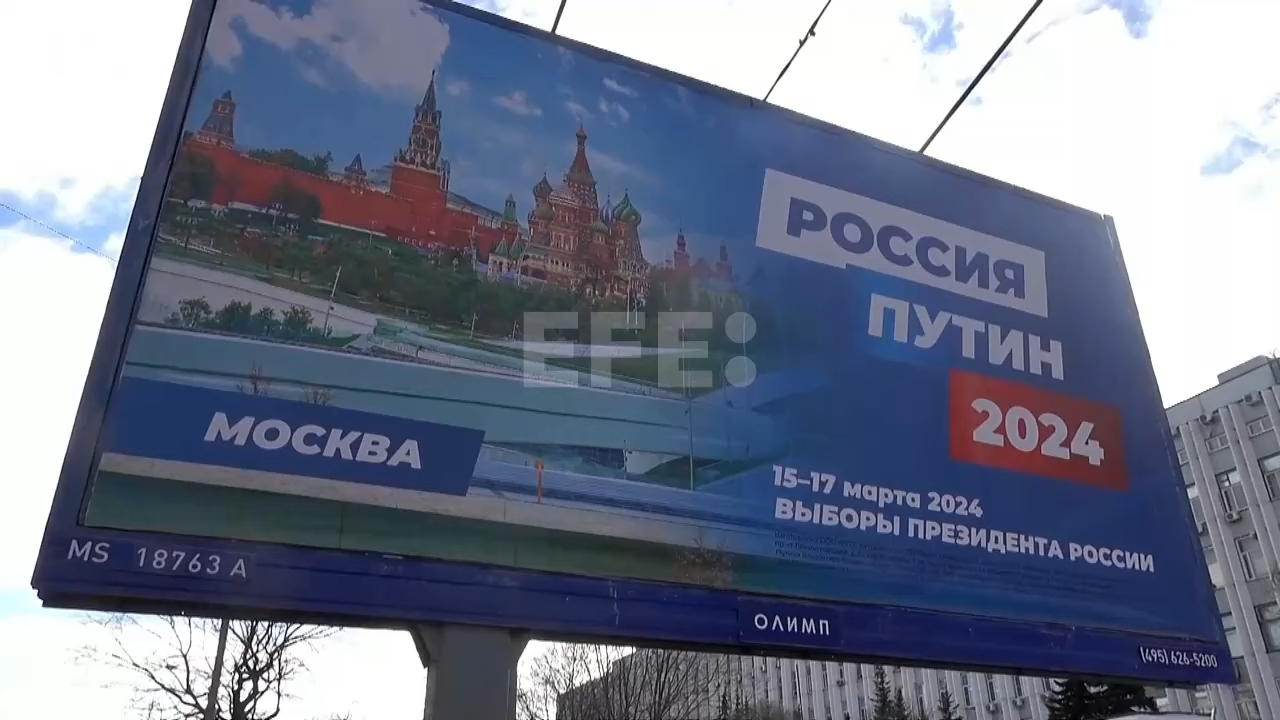 РОССИЯ
ПУТИН
2024
МОСКВА
15–17 марта 2024
ВЫБОРЫ ПРЕЗИДЕНТА РОССИИ
EFE:
MS 18763 A
ОЛИМП
(495) 626-5200